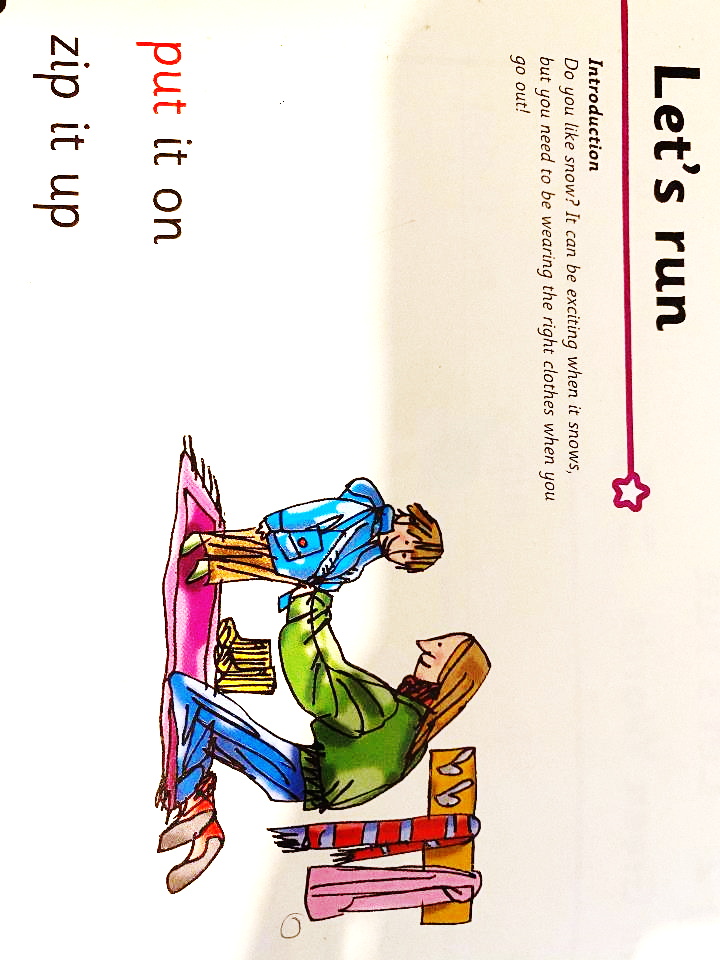 Let's run
Introduction
Do you like snow? It can be exciting when it snows,
but you need to be wearing the right clothes when you
go out!
put it on
zip it up